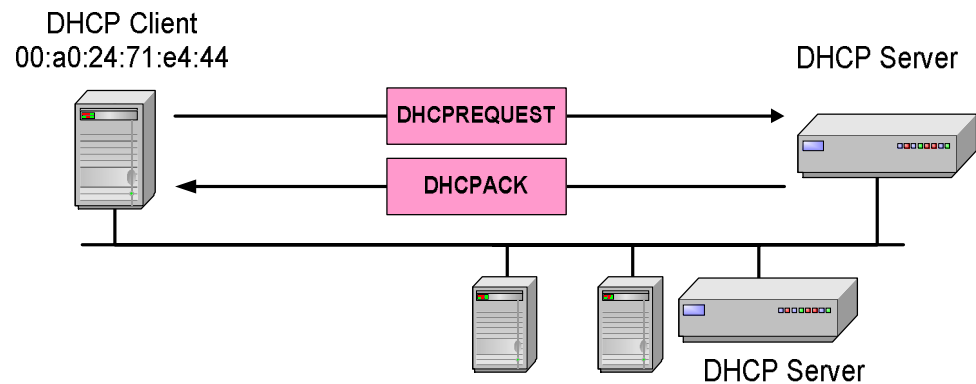 DHCP Client
00:a0:24:71:e4:44
DHCP Server
DHCPREQUEST
DHCPACK
DHCP Server